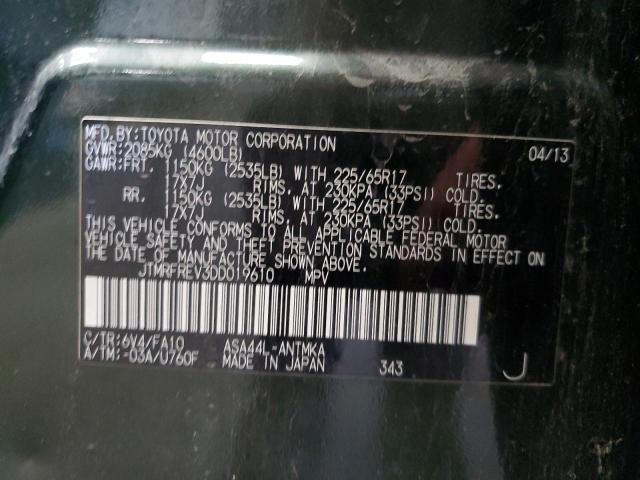 MFD.BY:TOYOTA MOTOR CORPORATION 04/13
GVWR:2085KG (4600LB)
GAWR:FRT. 1150KG (2535LB) WITH 225/65R17 TIRES.
17X7J RIMS, AT 230KPA (33PSI) COLD.
RR. 1150KG (2535LB) WITH 225/65R17 TIRES.
17X7J RIMS, AT 230KPA (33PSI) COLD.
THIS VEHICLE CONFORMS TO ALL APPLICABLE FEDERAL MOTOR
VEHICLE SAFETY AND THEFT PREVENTION STANDARDS IN EFFECT ON
THE DATE OF MANUFACTURE SHOWN ABOVE.
JTMRFREV3DD019610 MPV
C/TR:6V4/FA10 ASA44L-ANTMKA
A/TM:-03A/U760F MADE IN JAPAN 343 J